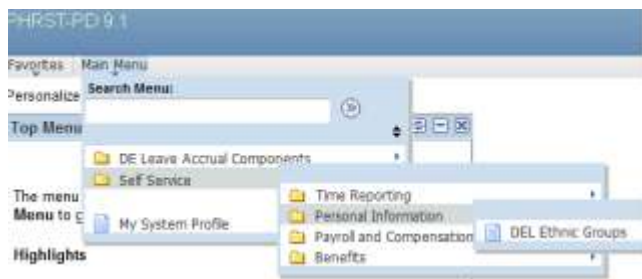 PHRST-PD 9.1
Favorites Main Menu
Personalize
Search Menu:
Top Menu
DE Leave Accrual Components
Self Service
My System Profile
Time Reporting
Personal Information
Payroll and Compensation
Benefits
DEL Ethnic Groups
The menu
Menu to
Highlights